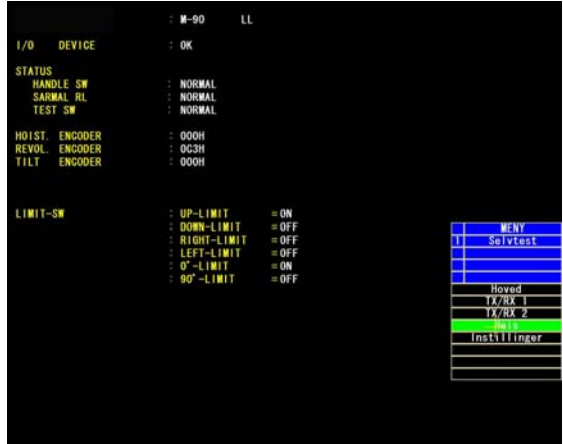 : M-90 LL
I/O DEVICE : OK
STATUS
HANDLE SW : NORMAL
SARMAL RL : NORMAL
TEST SW : NORMAL
HOIST. ENCODER : 000H
REVOL. ENCODER : 0C3H
TILT ENCODER : 000H
LIMIT-SW : UP-LIMIT = ON
: DOWN-LIMIT = OFF
: RIGHT-LIMIT = OFF
: LEFT-LIMIT = OFF
: 0°-LIMIT = ON
: 90°-LIMIT = OFF
MENY
1 Selvtest
Hoved
TX/RX 1
TX/RX 2
Heis
Instillinger